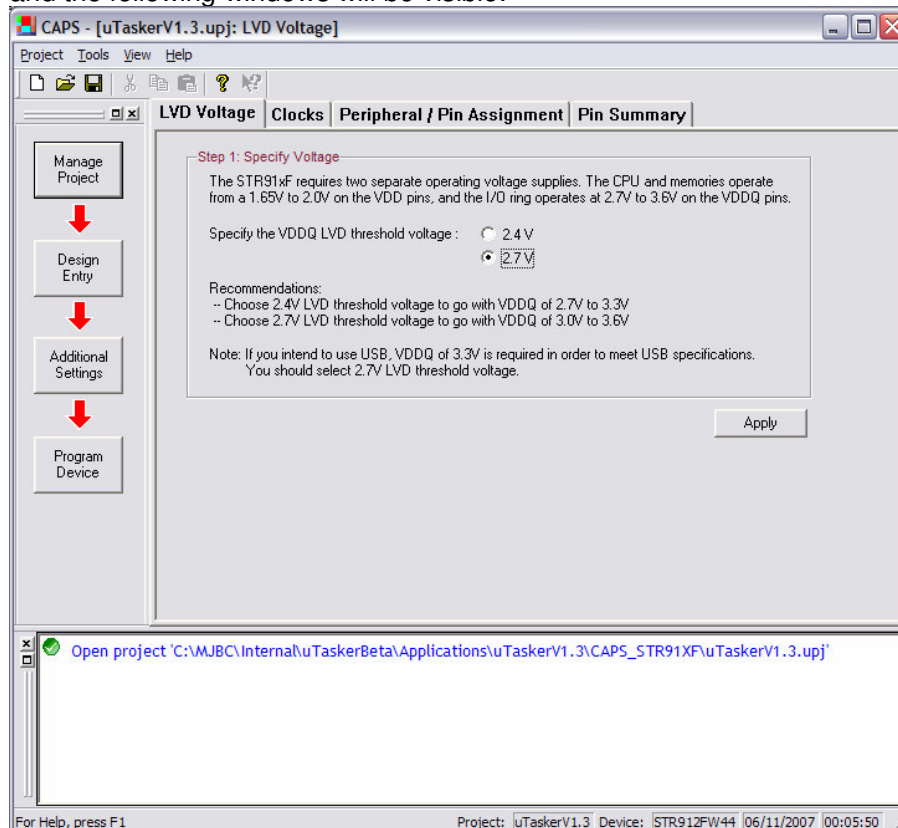 and the following windows will be visible:
CAPS - [uTaskerV1.3.upj: LVD Voltage]
Project Tools View Help
LVD Voltage Clocks Peripheral / Pin Assignment Pin Summary
Manage
Project
Design
Entry
Additional
Settings
Program
Device
Step 1: Specify Voltage
The STR91xF requires two separate operating voltage supplies. The CPU and memories operate
from a 1.65V to 2.0V on the VDD pins, and the I/O ring operates at 2.7V to 3.6V on the VDDQ pins.
Specify the VDDQ LVD threshold voltage : 2.4 V
2.7 V
Recommendations:
-- Choose 2.4V LVD threshold voltage to go with VDDQ of 2.7V to 3.3V
-- Choose 2.7V LVD threshold voltage to go with VDDQ of 3.0V to 3.6V
Note: If you intend to use USB, VDDQ of 3.3V is required in order to meet USB specifications.
You should select 2.7V LVD threshold voltage.
Apply
Open project 'C:\MJBC\Internal\uTaskerBeta\Applications\uTaskerV1.3\CAPS_STR91XF\uTaskerV1.3.upj'
For Help, press F1 Project: uTaskerV1.3 Device: STR912FW44 06/11/2007 00:05:50